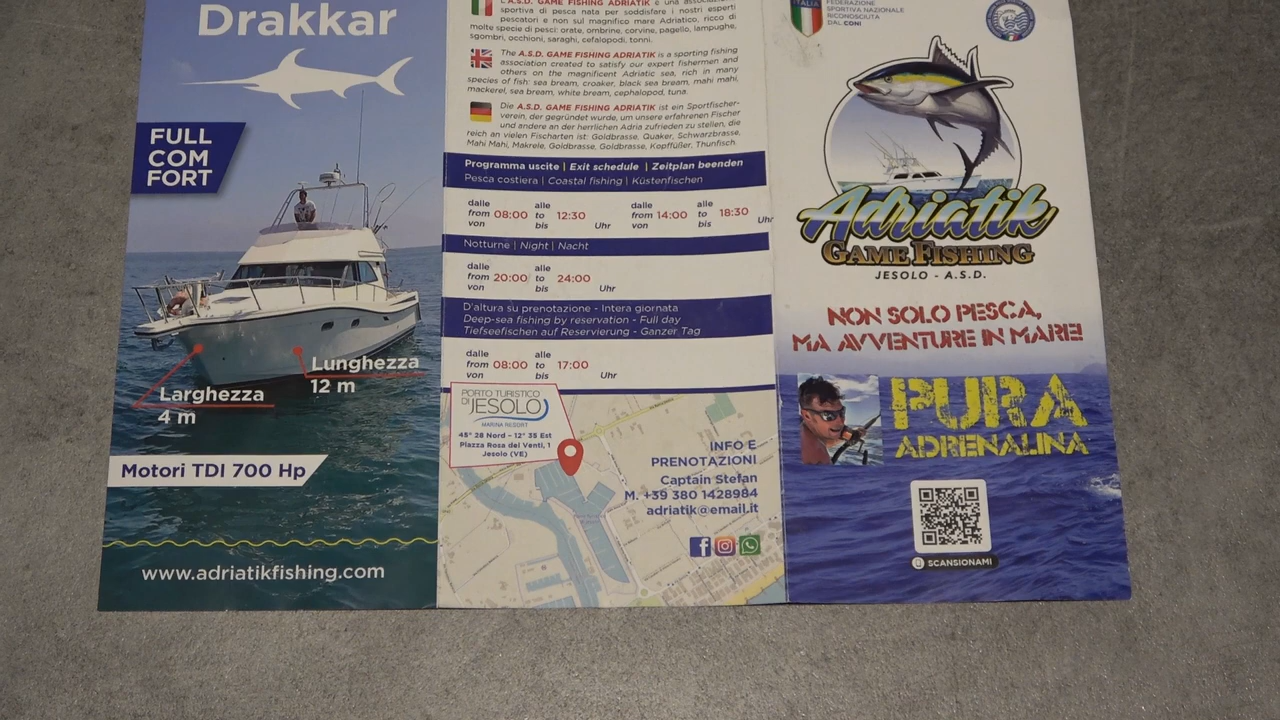 Drakkar
FULL
COM
FORT
Lunghezza
12 m
Larghezza
4 m
Motori TDI 700 Hp
www.adriatikfishing.com
L'A.S.D. GAME FISHING ADRIATIK è una associazione
sportiva di pesca nata per soddisfare i nostri esperti
pescatori e non sul magnifico mare Adriatico, ricco di
molte specie di pesci: orate, ombrine, corvine, pagello, lampughe,
sgombri, occhioni, saraghi, cefalopodi, tonni.
The A.S.D. GAME FISHING ADRIATIK is a sporting fishing
association created to satisfy our expert fishermen and
others on the magnificent Adriatic sea, rich in many
species of fish: sea bream, croaker, black sea bream, mahi mahi,
mackerel, sea bream, white bream, cephalopod, tuna.
Die A.S.D. GAME FISHING ADRIATIK ist ein Sportfischer-
verein, der gegründet wurde, um unsere erfahrenen Fischer
und andere an der herrlichen Adria zufrieden zu stellen, die
reich an vielen Fischarten ist: Goldbrasse, Quaker, Schwarzbrasse,
Mahi Mahi, Makrele, Goldbrasse, Goldbrasse, Kopffüßer, Thunfisch.
Programma uscite | Exit schedule | Zeitplan beenden
Pesca costiera | Coastal fishing | Küstenfischen
dalle alle dalle alle
from 08:00 to 12:30 from 14:00 to 18:30
von bis Uhr von bis Uhr
Notturne | Night | Nacht
dalle alle
from 20:00 to 24:00
von bis Uhr
D'altura su prenotazione - Intera giornata
Deep-sea fishing by reservation - Full day
Tiefseefischen auf Reservierung - Ganzer Tag
dalle alle
from 08:00 to 17:00
von bis Uhr
PORTO TURISTICO
DI JESOLO
MARINA RESORT
45° 28 Nord - 12° 35 Est
Piazza Rosa dei Venti, 1
Jesolo (VE)
INFO E
PRENOTAZIONI
Captain Stefan
M. +39 380 1428984
adriatik@email.it
ITALIA
FEDERAZIONE
SPORTIVA NAZIONALE
RICONOSCIUTA
DAL CONI
Adriatik
GAME FISHING
JESOLO - A.S.D.
NON SOLO PESCA,
MA AVVENTURE IN MARE!
PURA
ADRENALINA
SCANSIONAMI